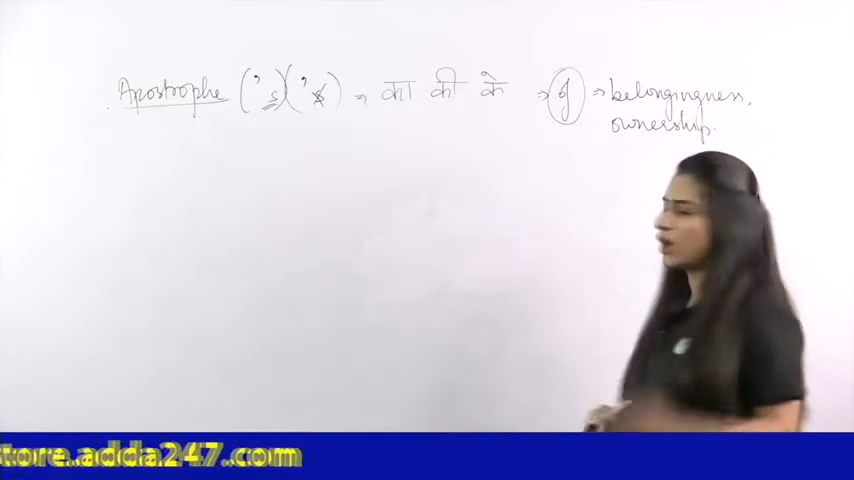 Apostrophe (' s) (' s) → का की के → of → belongingness,
ownership.
store.adda247.com